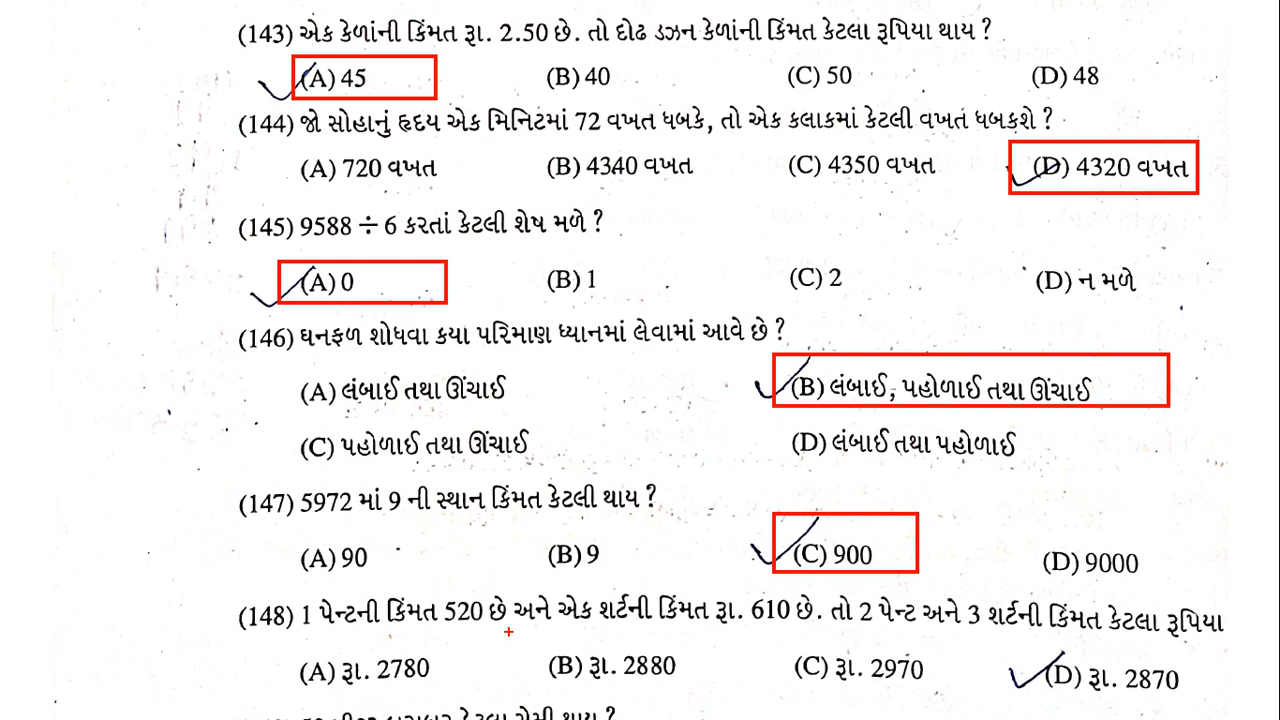 (143) એક કેળાંની કિંમત રૂા. 2.50 છે. તો દોઢ ડઝન કેળાંની કિંમત કેટલા રૂપિયા થાય ?
(A) 45 (B) 40 (C) 50 (D) 48
(144) જો સોહાનું હૃદય એક મિનિટમાં 72 વખત ધબકે, તો એક કલાકમાં કેટલી વખત ધબકશે ?
(A) 720 વખત (B) 4340 વખત (C) 4350 વખત (D) 4320 વખત
(145) 9588 ÷ 6 કરતાં કેટલી શેષ મળે ?
(A) 0 (B) 1 (C) 2 (D) ન મળે
(146) ઘનફળ શોધવા કયા પરિમાણ ધ્યાનમાં લેવામાં આવે છે ?
(A) લંબાઈ તથા ઊંચાઈ (B) લંબાઈ, પહોળાઈ તથા ઊંચાઈ
(C) પહોળાઈ તથા ઊંચાઈ (D) લંબાઈ તથા પહોળાઈ
(147) 5972 માં 9 ની સ્થાન કિંમત કેટલી થાય ?
(A) 90 (B) 9 (C) 900 (D) 9000
(148) 1 પેન્ટની કિંમત 520 છે અને એક શર્ટની કિંમત રૂા. 610 છે. તો 2 પેન્ટ અને 3 શર્ટની કિંમત કેટલા રૂપિયા
(A) રૂા. 2780 (B) રૂા. 2880 (C) રૂા. 2970 (D) રૂા. 2870